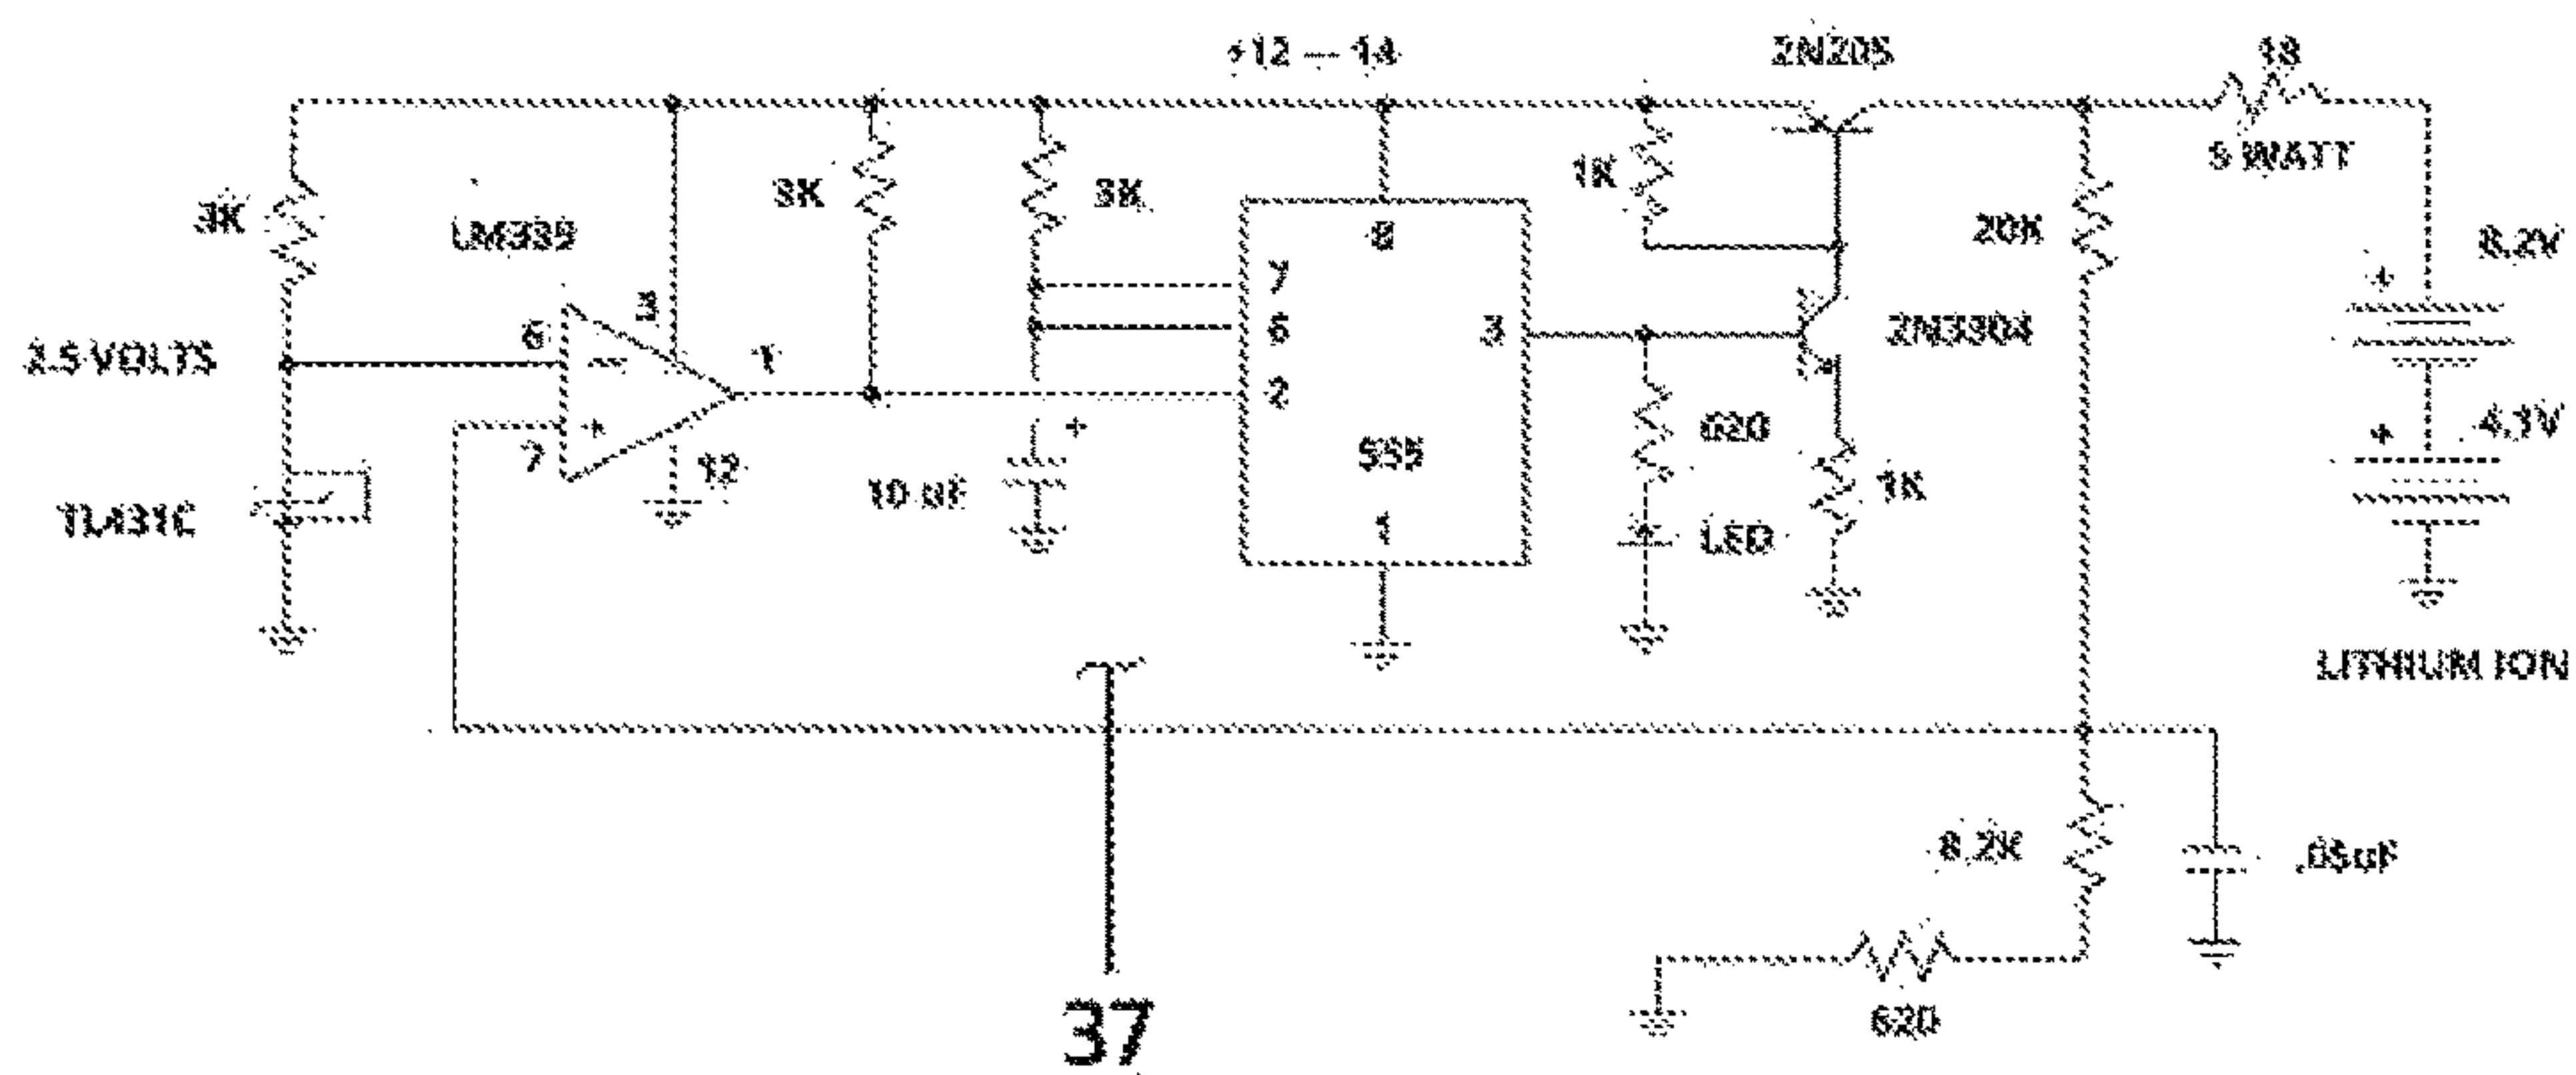 +12 — 14
2N205
18
5 WATT
3K
LM339
3K
3K
1K
20K
8.2V
8
7
6
2
3
555
1
2.5 VOLTS
6
3
1
7
12
2N3304
4.1V
TL431C
10 uF
620
LED
1K
LITHIUM ION
8.2K
.05uF
620
37